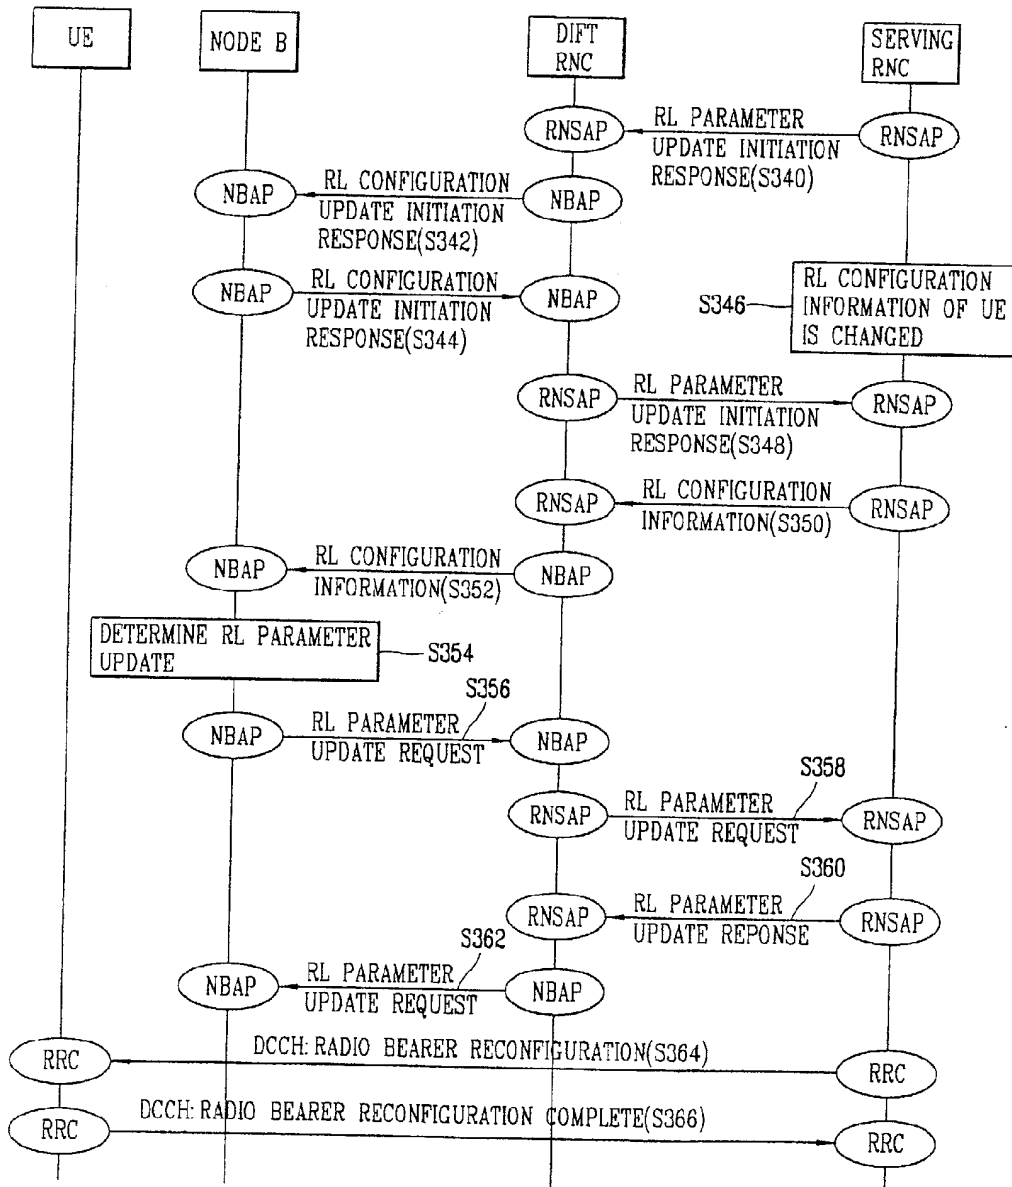 UE
NODE B
DIFT
RNC
SERVING
RNC
RNSAP
RL PARAMETER
UPDATE INITIATION
RESPONSE(S340)
RNSAP
NBAP
RL CONFIGURATION
UPDATE INITIATION
RESPONSE(S342)
NBAP
NBAP
RL CONFIGURATION
UPDATE INITIATION
RESPONSE(S344)
NBAP
S346
RL CONFIGURATION
INFORMATION OF UE
IS CHANGED
RNSAP
RL PARAMETER
UPDATE INITIATION
RESPONSE(S348)
RNSAP
RNSAP
RL CONFIGURATION
INFORMATION(S350)
RNSAP
NBAP
RL CONFIGURATION
INFORMATION(S352)
NBAP
DETERMINE RL PARAMETER
UPDATE
S354
S356
NBAP
RL PARAMETER
UPDATE REQUEST
NBAP
S358
RNSAP
RL PARAMETER
UPDATE REQUEST
RNSAP
S360
RNSAP
RL PARAMETER
UPDATE REPONSE
RNSAP
S362
NBAP
RL PARAMETER
UPDATE REQUEST
NBAP
RRC
DCCH:RADIO BEARER RECONFIGURATION(S364)
RRC
RRC
DCCH:RADIO BEARER RECONFIGURATION COMPLETE(S366)
RRC